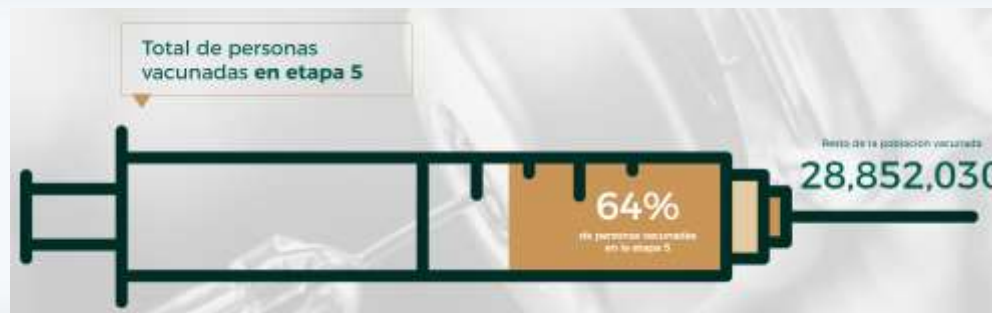 Total de personas
vacunadas en etapa 5
Resto de la población vacunada
28,852,030
64%
de personas vacunadas
en la etapa 5